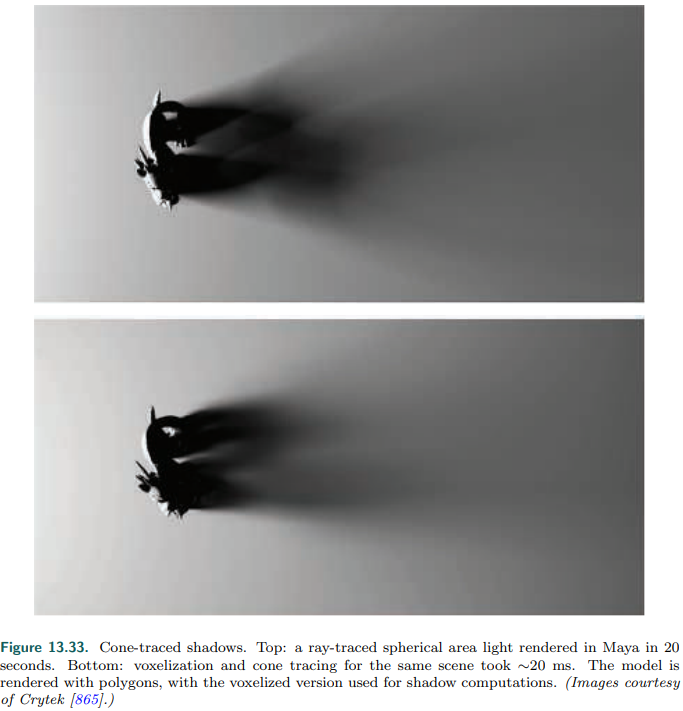 Figure 13.33. Cone-traced shadows. Top: a ray-traced spherical area light rendered in Maya in 20
seconds. Bottom: voxelization and cone tracing for the same scene took ∼20 ms. The model is
rendered with polygons, with the voxelized version used for shadow computations. (Images courtesy
of Crytek [865].)